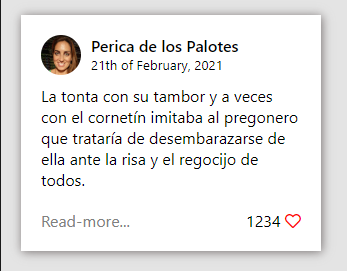 Perica de los Palotes
21th of February, 2021
La tonta con su tambor y a veces
con el cornetín imitaba al pregonero
que trataría de desembarazarse de
ella ante la risa y el regocijo de
todos.
Read-more...
1234